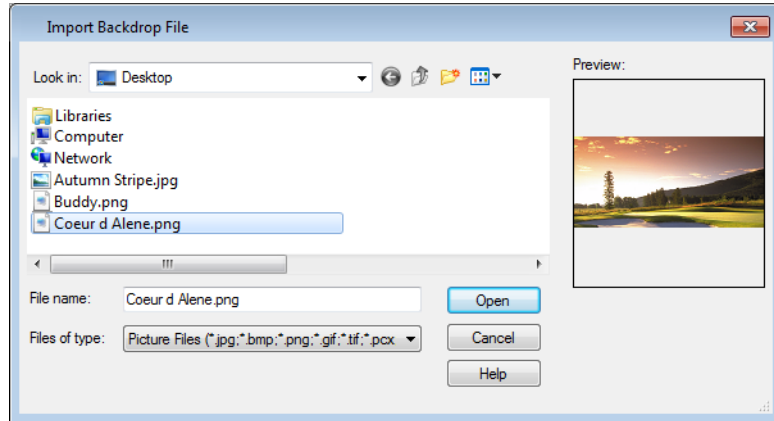 Import Backdrop File
Look in: Desktop
Preview:
Libraries
Computer
Network
Autumn Stripe.jpg
Buddy.png
Coeur d Alene.png
File name: Coeur d Alene.png Open
Files of type: Picture Files (*.jpg;*.bmp;*.png;*.gif;*.tif;*.pcx Cancel
Help